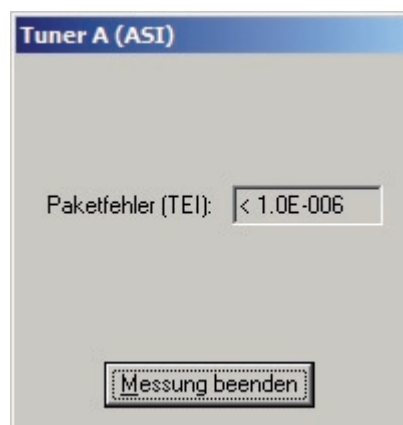 Tuner A (ASI)
Paketfehler (TEI): < 1.0E-006
Messung beenden